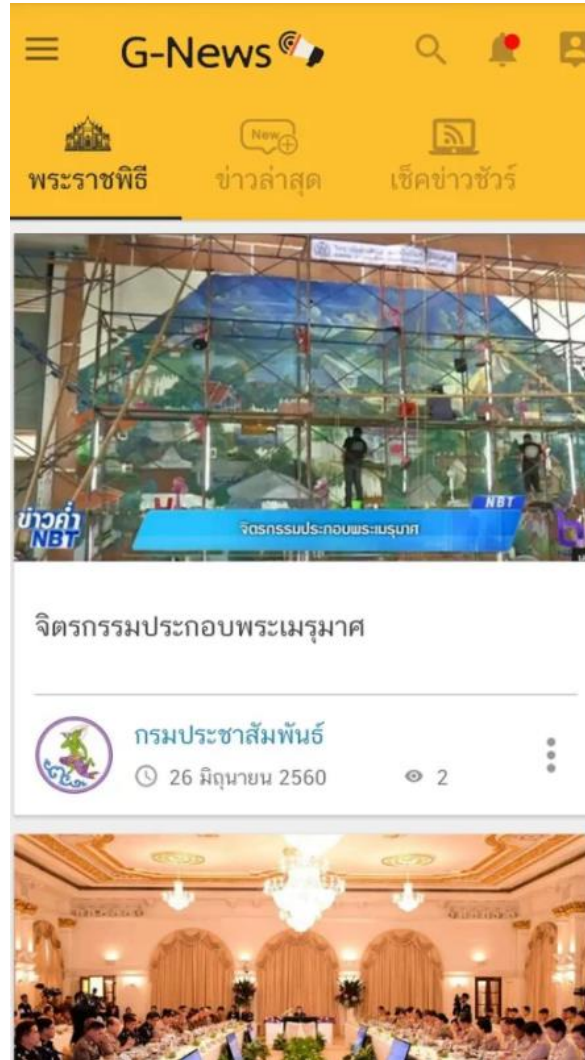 G-News
New
พระราชพิธี
ข่าวล่าสุด
เช็คข่าวชัวร์
ข่าวค่ำ
NBT
NBT
จิตรกรรมประกอบพระเมรุมาศ
จิตรกรรมประกอบพระเมรุมาศ
กรมประชาสัมพันธ์
26 มิถุนายน 2560
2